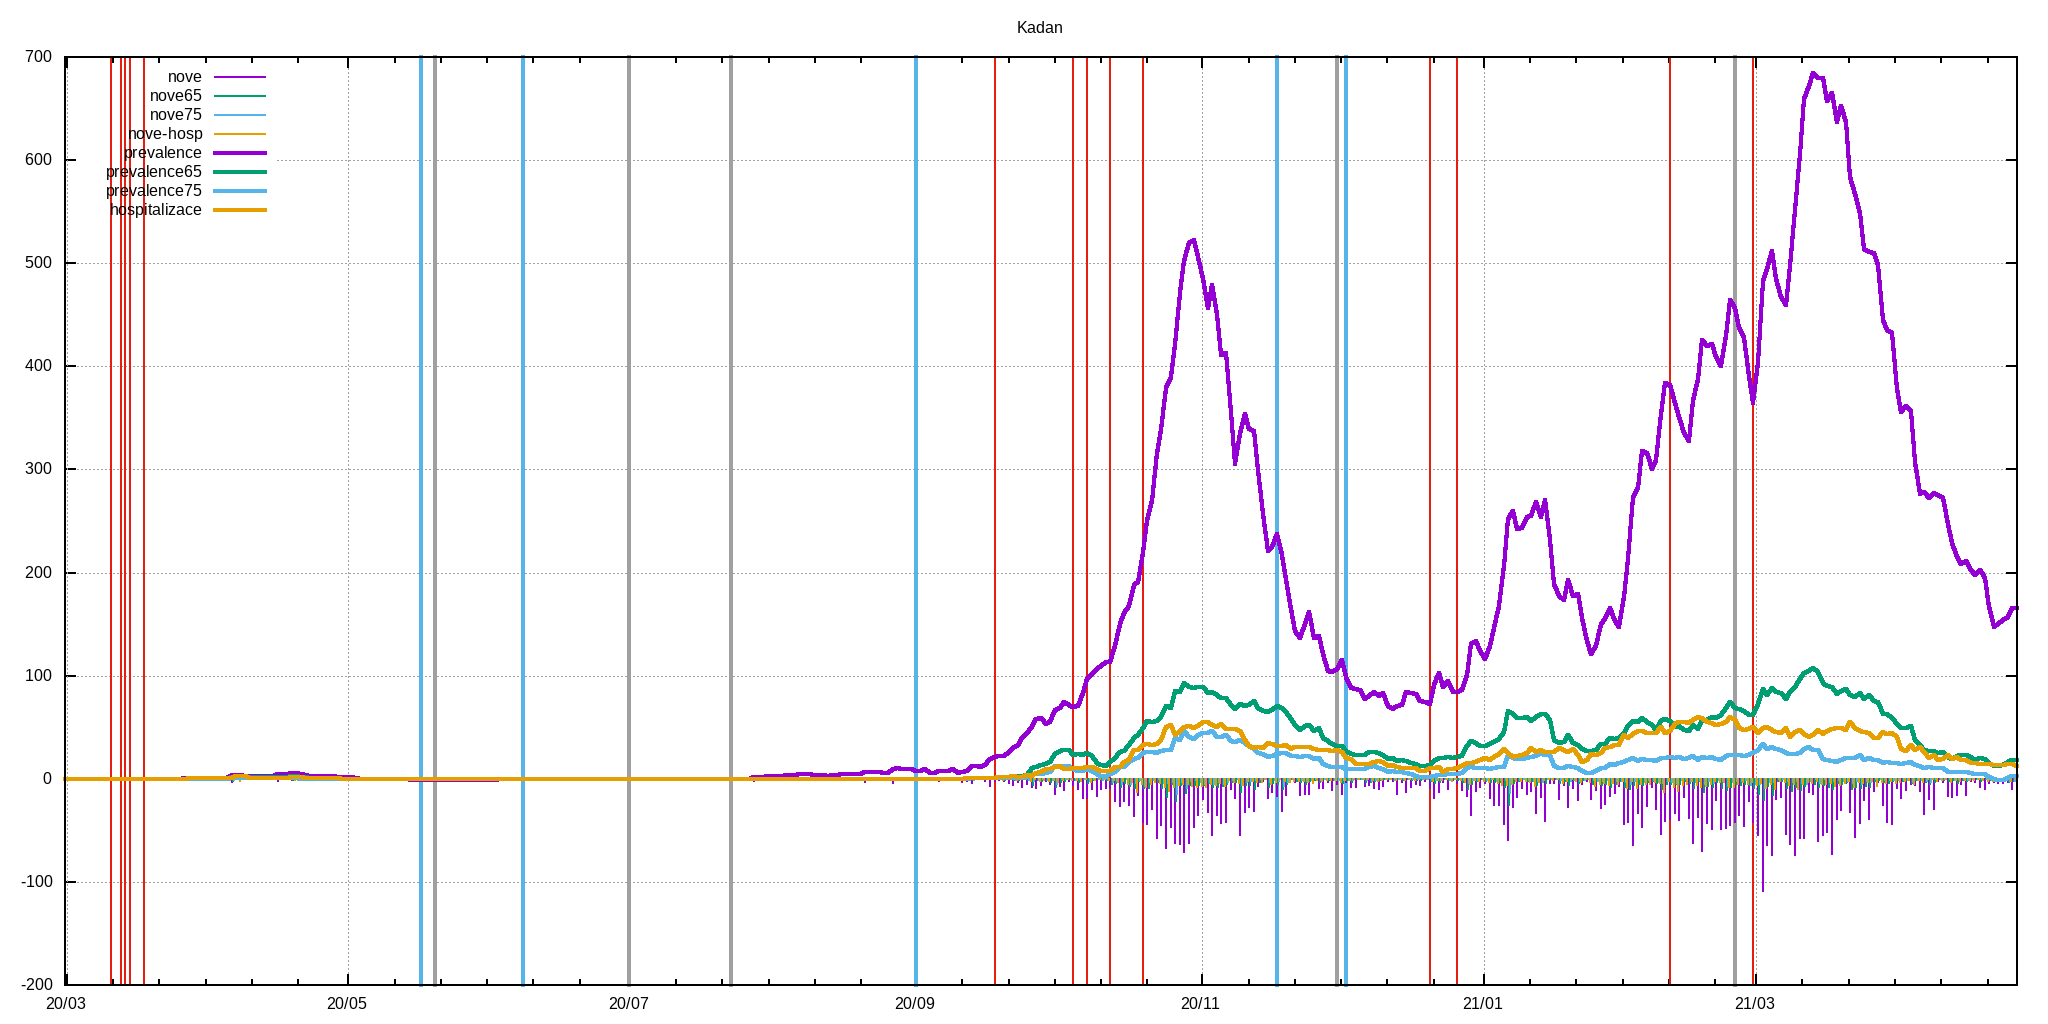 Kadan
700
600
500
400
300
200
100
0
-100
-200
nove
nove65
nove75
nove-hosp
prevalence
prevalence65
prevalence75
hospitalizace
20/03 20/05 20/07 20/09 20/11 21/01 21/03